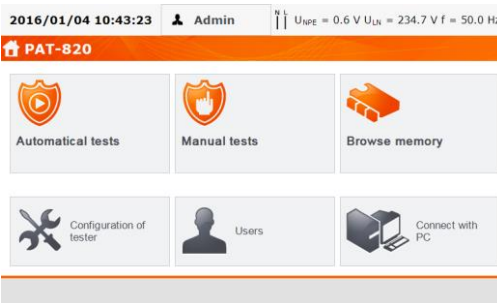 2016/01/04 10:43:23 Admin N L UNPE = 0.6 V ULN = 234.7 V f = 50.0 Hz
PAT-820
Automatical tests Manual tests Browse memory
Configuration of
tester
Users
Connect with
PC